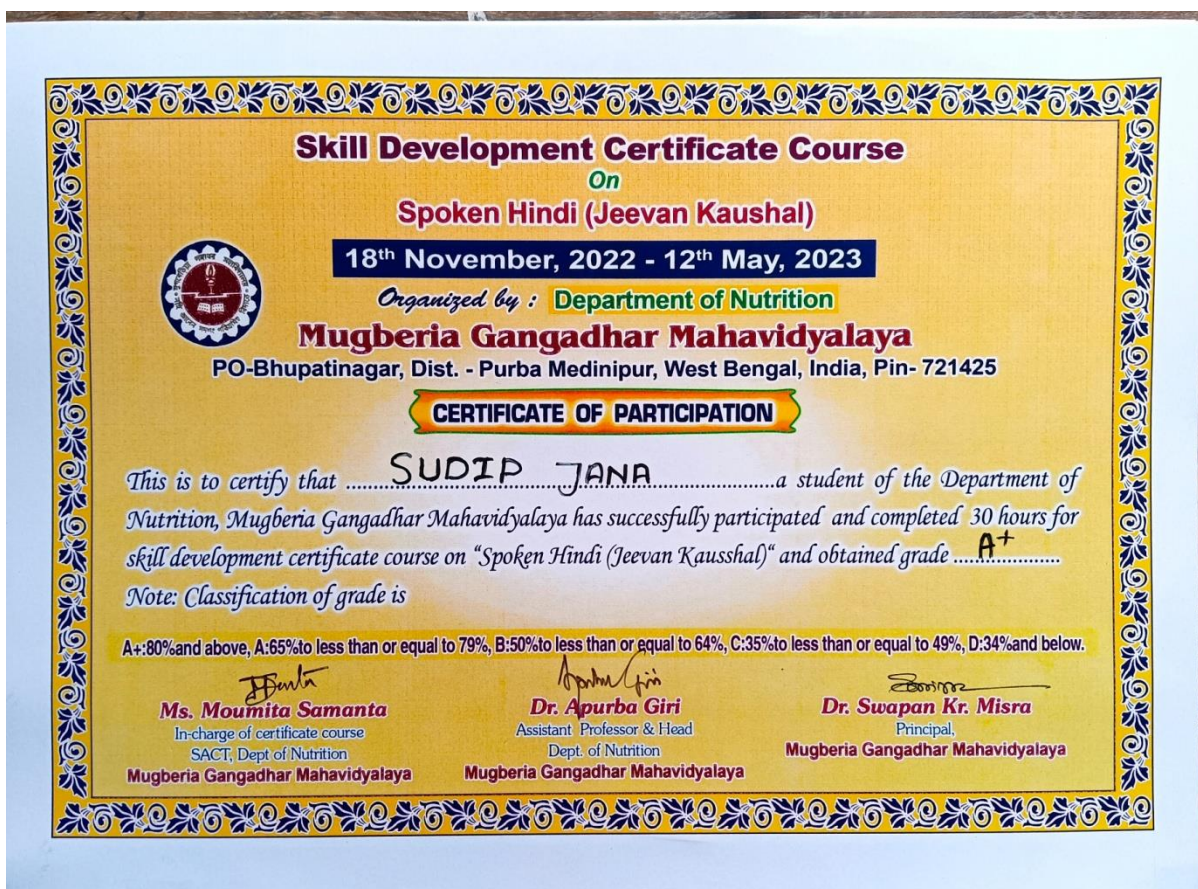 Skill Development Certificate Course
On
Spoken Hindi (Jeevan Kaushal)
18th November, 2022 - 12th May, 2023
Organized by : Department of Nutrition
Mugberia Gangadhar Mahavidyalaya
PO-Bhupatinagar, Dist. - Purba Medinipur, West Bengal, India, Pin- 721425
CERTIFICATE OF PARTICIPATION
This is to certify that ........SUDIP JANA........a student of the Department of
Nutrition, Mugberia Gangadhar Mahavidyalaya has successfully participated and completed 30 hours for
skill development certificate course on "Spoken Hindi (Jeevan Kausshal)" and obtained grade ....A+....
Note: Classification of grade is
A+:80%and above, A:65%to less than or equal to 79%, B:50%to less than or equal to 64%, C:35%to less than or equal to 49%, D:34%and below.
Ms. Moumita Samanta
In-charge of certificate course
SACT, Dept of Nutrition
Mugberia Gangadhar Mahavidyalaya
Apurba Giri
Dr. Apurba Giri
Assistant Professor & Head
Dept. of Nutrition
Mugberia Gangadhar Mahavidyalaya
Dr. Swapan Kr. Misra
Principal,
Mugberia Gangadhar Mahavidyalaya